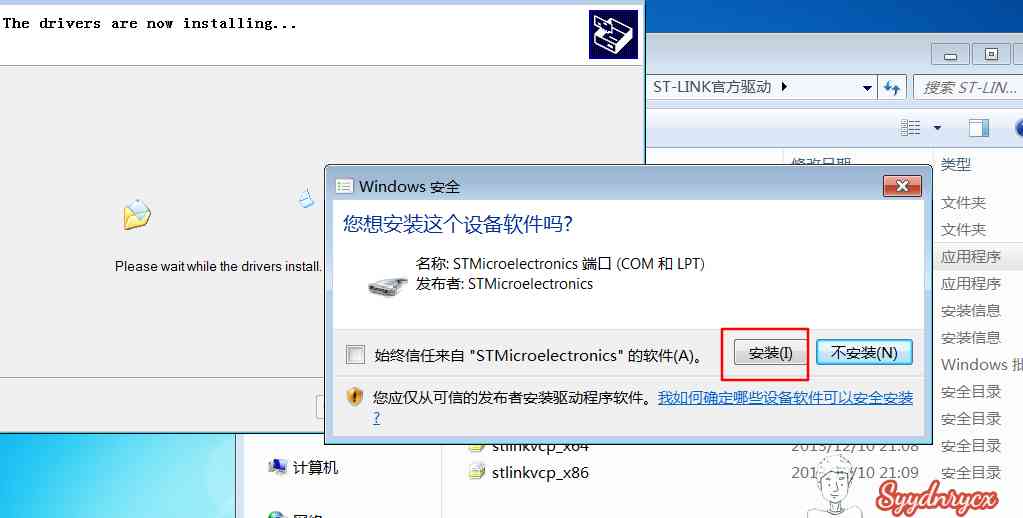 The drivers are now installing...
ST-LINK官方驱动
搜索 ST-LIN...
修改日期
类型
Windows 安全
文件夹
您想安装这个设备软件吗?
文件夹
名称: STMicroelectronics 端口 (COM 和 LPT)
应用程序
Please wait while the drivers install.
发布者: STMicroelectronics
应用程序
安装信息
安装信息
始终信任来自 "STMicroelectronics" 的软件(A)。
安装(I)
不安装(N)
Windows 批
安全目录
您应仅从可信的发布者安装驱动程序软件。我如何确定哪些设备软件可以安全安装
?
安全目录
stlinkvcp_x64
安全目录
计算机
stlinkvcp_x86
2013/12/10 21:09
安全目录
Syydnrycx
网络